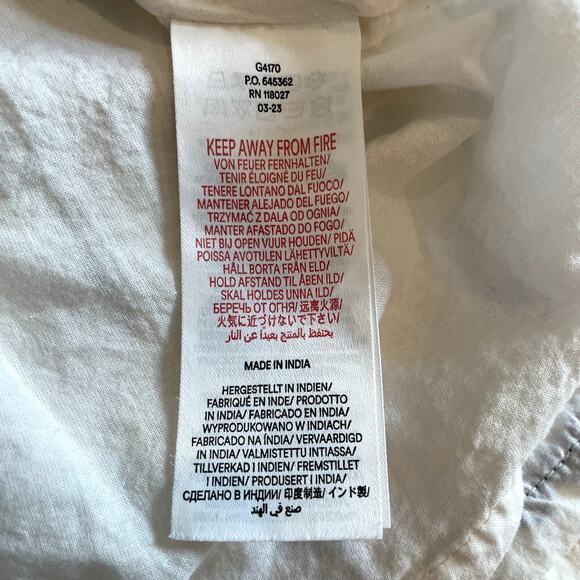 G4170
P.O. 645362
RN 118027
03-23
KEEP AWAY FROM FIRE
VON FEUER FERNHALTEN/
TENIR ÉLOIGNÉ DU FEU/
TENERE LONTANO DAL FUOCO/
MANTENER ALEJADO DEL FUEGO/
TRZYMAĆ Z DALA OD OGNIA/
MANTER AFASTADO DO FOGO/
NIET BIJ OPEN VUUR HOUDEN/ PIDÄ
POISSA AVOTULEN LÄHETTYVILTÄ/
HÅLL BORTA FRÅN ELD/
HOLD AFSTAND TIL ÅBEN ILD/
SKAL HOLDES UNNA ILD/
БЕРЕЧЬ ОТ ОГНЯ/ 远离火源/
火気に近づけないで下さい/
يحتفظ بالمنتج بعيداً عن النار
MADE IN INDIA
HERGESTELLT IN INDIEN/
FABRIQUÉ EN INDE/ PRODOTTO
IN INDIA/ FABRICADO EN INDIA/
WYPRODUKOWANO W INDIACH/
FABRICADO NA ÍNDIA/ VERVAARDIGD
IN INDIA/ VALMISTETTU INTIASSA/
TILLVERKAD I INDIEN/ FREMSTILLET
I INDIEN/ PRODUSERT I INDIA/
СДЕЛАНО В ИНДИИ/ 印度制造/ インド製/
صنع في الهند